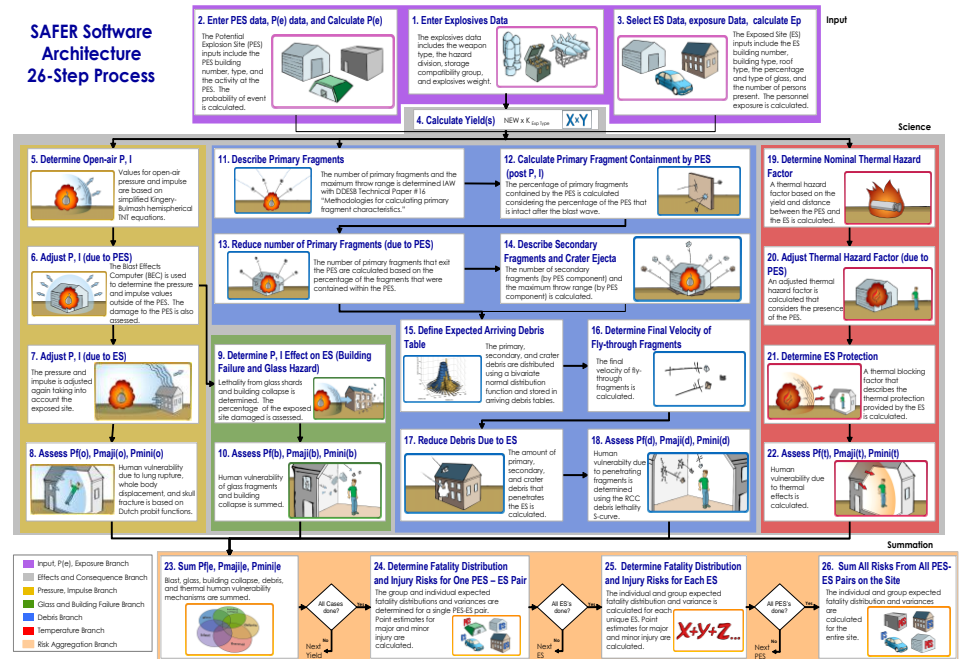 SAFER Software
Architecture
26-Step Process
2. Enter PES data, P(e) data, and Calculate P(e)
The Potential
Explosion Site (PES)
inputs include the
PES building
number, type, and
the activity at the
PES. The
probability of event
is calculated.
1. Enter Explosives Data
The explosives data
includes the weapon
type, the hazard
division, storage
compatibility group,
and explosives weight.
3. Select ES Data, exposure Data, calculate Ep
The Exposed Site (ES)
inputs include the ES
building number,
building type, roof
type, the percentage
and type of glass, and
the number of persons
present. The personnel
exposure is calculated.
Input
4. Calculate Yield(s) NEW x K Exp Type
X×Y
Science
5. Determine Open-air P, I
Values for open-air
pressure and impulse
are based on
simplified Kingery-
Bulmash hemispherical
TNT equations.
6. Adjust P, I (due to PES)
The Blast Effects
Computer (BEC) is used
to determine the pressure
and impulse values
outside of the PES. The
damage to the PES is also
assessed.
7. Adjust P, I (due to ES)
The pressure and
impulse is adjusted
again taking into
account the
exposed site.
8. Assess Pf(o), Pmaji(o), Pmini(o)
Human vulnerability
due to lung rupture,
whole body
displacement, and skull
fracture is based on
Dutch probit functions.
11. Describe Primary Fragments
The number of primary fragments and the
maximum throw range is determined IAW
with DDESB Technical Paper #16
"Methodologies for calculating primary
fragment characteristics."
12. Calculate Primary Fragment Containment by PES
(post P, I)
The percentage of primary fragments
contained by the PES is calculated
considering the percentage of the PES that
is intact after the blast wave.
13. Reduce number of Primary Fragments (due to PES)
The number of primary fragments that exit
the PES are calculated based on the
percentage of the fragments that were
contained within the PES.
14. Describe Secondary
Fragments and Crater Ejecta
The number of secondary
fragments (by PES component) and
the maximum throw range (by PES
component) is calculated.
9. Determine P, I Effect on ES (Building
Failure and Glass Hazard)
Lethality from glass shards
and building collapse is
determined. The
percentage of the exposed
site damaged is assessed.
10. Assess Pf(b), Pmaji(b), Pmini(b)
Human vulnerability
of glass fragments
and building
collapse is summed.
15. Define Expected Arriving Debris
Table
The primary,
secondary, and crater
debris are distributed
using a bivariate
normal distribution
function and stored in
arriving debris tables.
16. Determine Final Velocity of
Fly-through Fragments
The final
velocity of fly-
through
fragments is
calculated.
17. Reduce Debris Due to ES
The amount of
primary,
secondary,
and crater
debris that
penetrates
the ES is
calculated.
18. Assess Pf(d), Pmaji(d), Pmini(d)
Human
vulnerability due
to penetrating
fragments is
determined
using the RCC
debris lethality
S-curve.
19. Determine Nominal Thermal Hazard
Factor
A thermal hazard
factor based on the
yield and distance
between the PES and
the ES is calculated.
20. Adjust Thermal Hazard Factor (due to
PES)
An adjusted
thermal hazard
factor is
calculated that
considers the presence
of the PES.
21. Determine ES Protection
A thermal blocking
factor that
describes the
thermal protection
provided by the ES
is calculated.
22. Assess Pf(t), Pmaji(t), Pmini(t)
Human
vulnerability due
to thermal
effects is
calculated.
Summation
Input, P(e), Exposure Branch
Effects and Consequence Branch
Pressure, Impulse Branch
Glass and Building Failure Branch
Debris Branch
Temperature Branch
Risk Aggregation Branch
23. Sum Pf|e, Pmaji|e, Pmini|e
Blast, glass, building collapse, debris,
and thermal human vulnerability
mechanisms are summed.
All Cases
done?
Yes
No
Next
Yield
24. Determine Fatality Distribution
and Injury Risks for One PES – ES Pair
The group and individual expected
fatality distributions and variances are
determined for a single PES-ES pair.
Point estimates for
major and minor
injury are
calculated.
All ES's
done?
Yes
No
Next
ES
25. Determine Fatality Distribution
and Injury Risks for Each ES
The individual and group expected
fatality distribution and variance is
calculated for each
unique ES. Point
estimates for major
and minor injury are
calculated.
X+Y+Z...
All PES's
done?
Yes
No
Next
PES
26. Sum All Risks From All PES-
ES Pairs on the Site
The individual and group expected
fatality distribution and variances
are
calculated
for the
entire site.